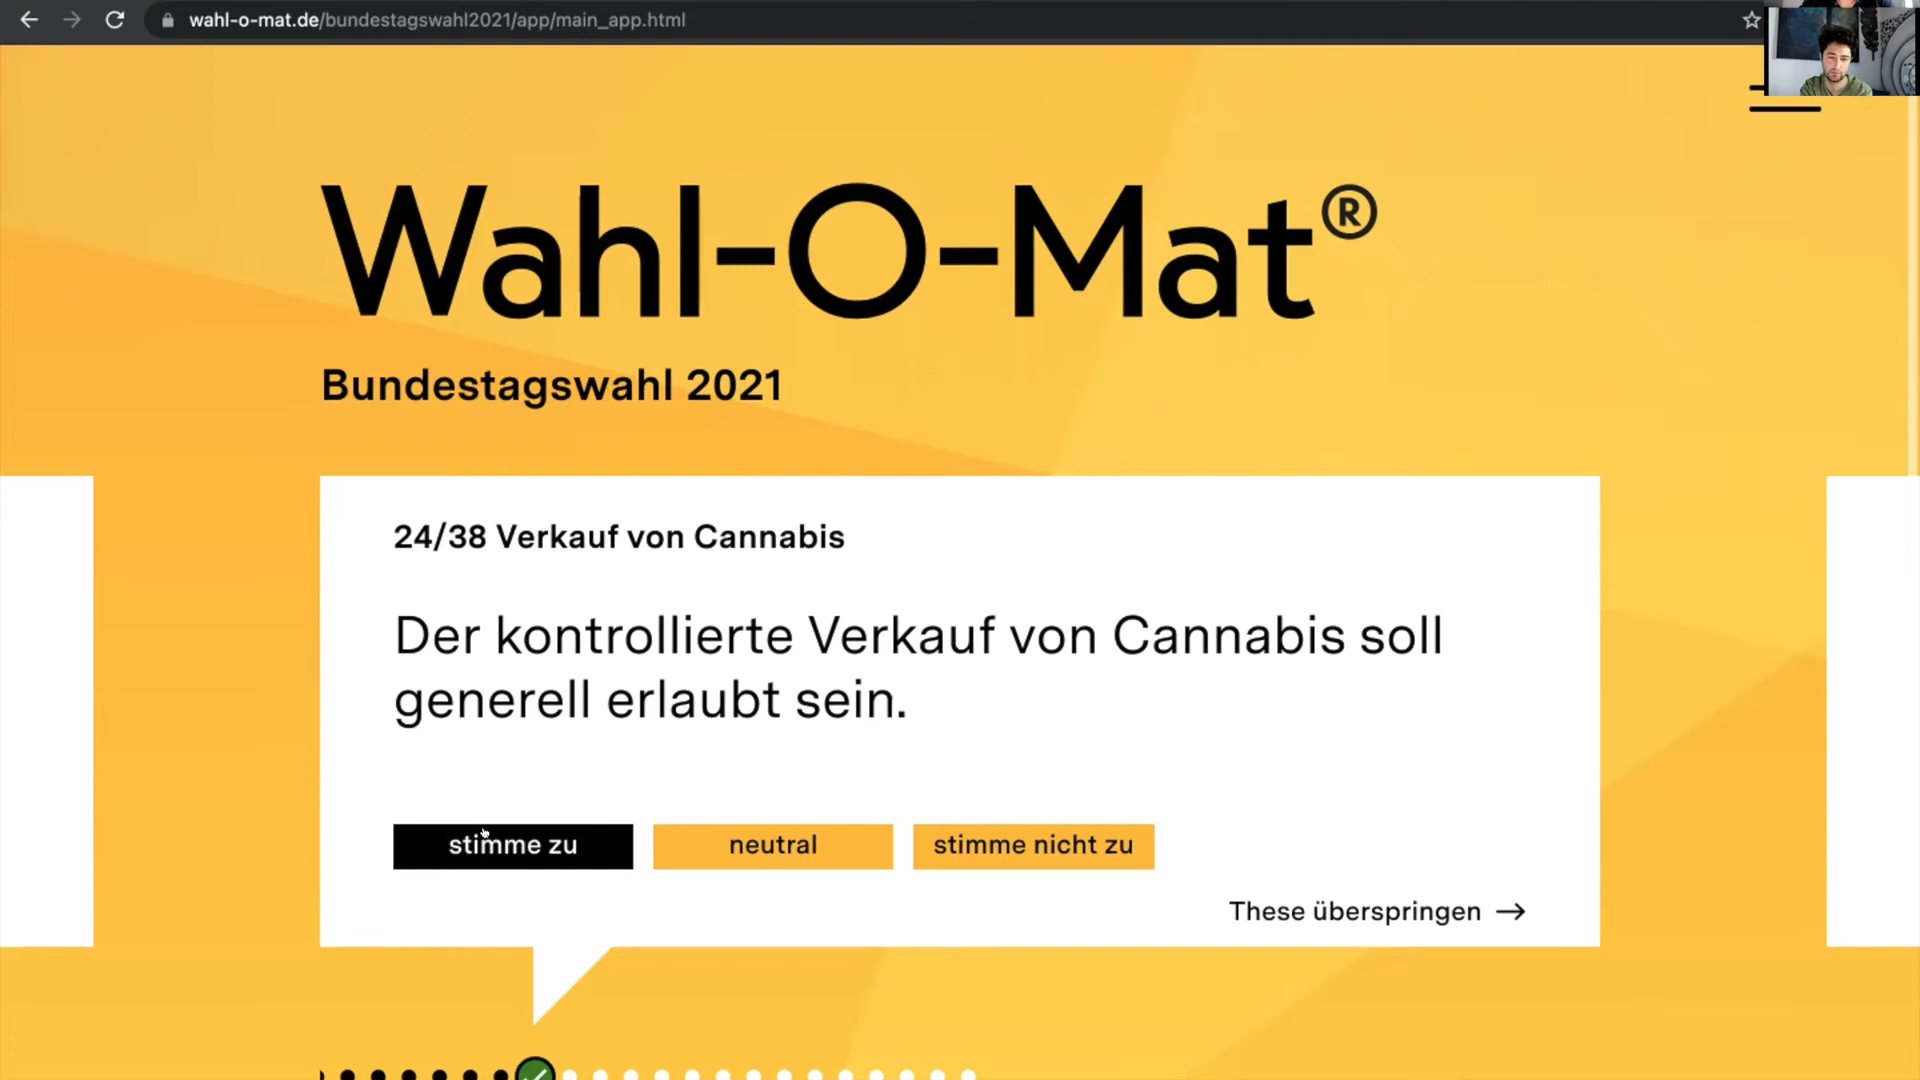 wahl-o-mat.de/bundestagswahl2021/app/main_app.html
Wahl-O-Mat®
Bundestagswahl 2021
24/38 Verkauf von Cannabis
Der kontrollierte Verkauf von Cannabis soll
generell erlaubt sein.
stimme zu neutral stimme nicht zu
These überspringen →